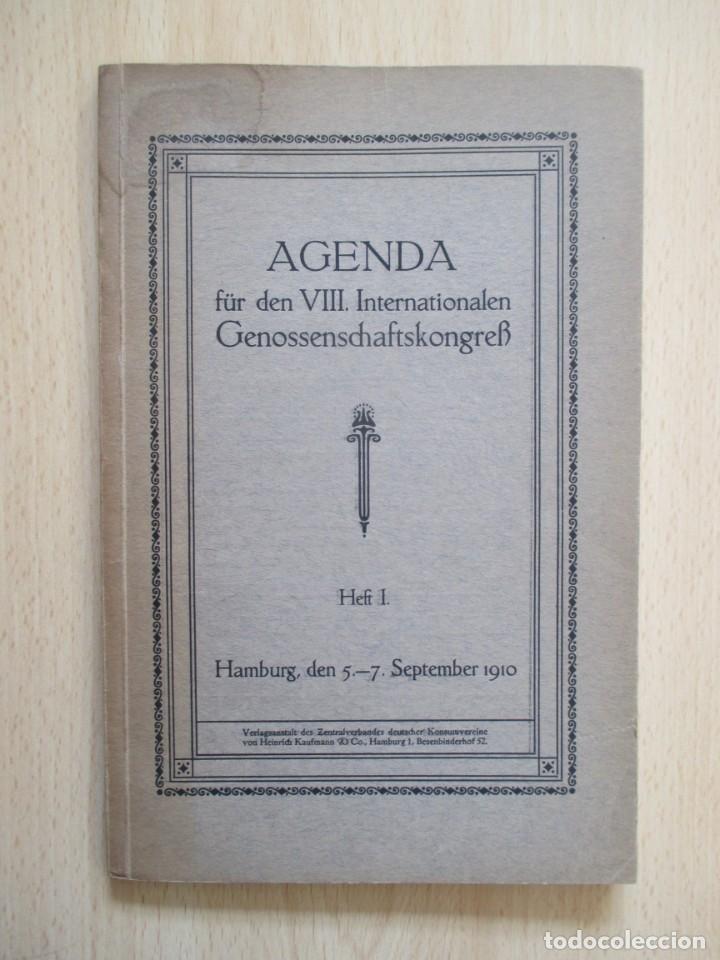 AGENDA
für den VIII. Internationalen
Genossenschaftskongreß
Heft I.
Hamburg, den 5.—7. September 1910
Verlagsanstalt des Zentralverbandes deutscher Konsumvereine
von Heinrich Kaufmann & Co., Hamburg 1, Besenbinderhof 52.
todocoleccion